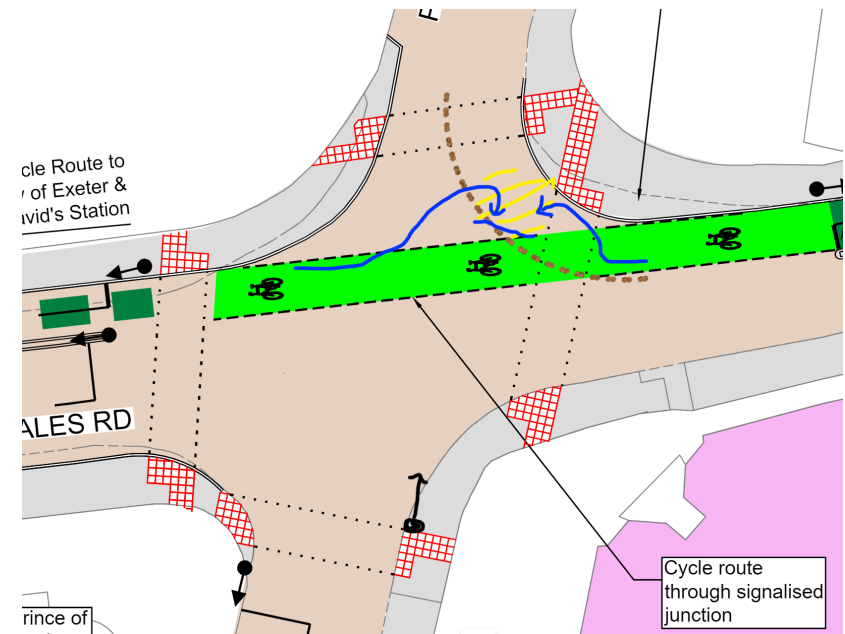 cle Route to
y of Exeter &
avid's Station
ALES RD
Cycle route
through signalised
junction
rince of